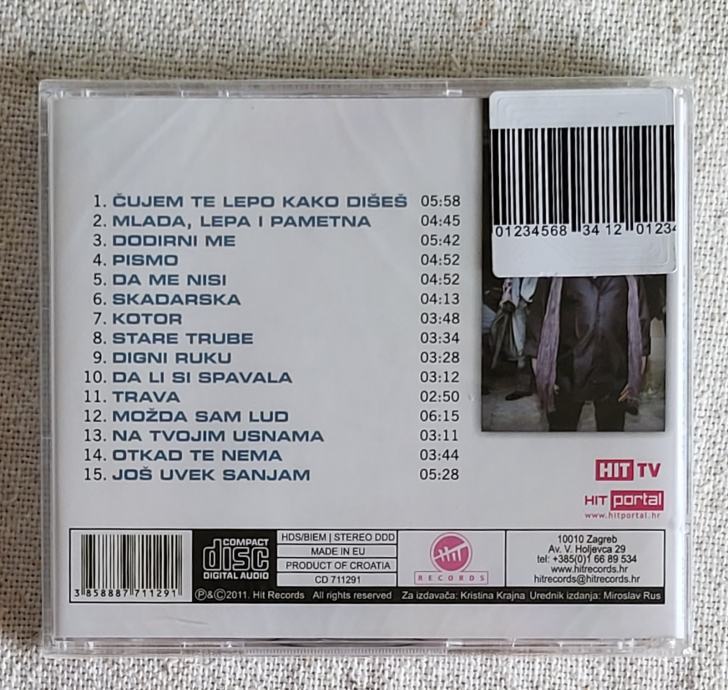 01234568 34 12 01234
1. ČUJEM TE LEPO KAKO DIŠEŠ 05:58
2. MLADA, LEPA I PAMETNA 04:45
3. DODIRNI ME 05:42
4. PISMO 04:52
5. DA ME NISI 04:52
6. SKADARSKA 04:13
7. KOTOR 03:48
8. STARE TRUBE 03:34
9. DIGNI RUKU 03:28
10. DA LI SI SPAVALA 03:12
11. TRAVA 02:50
12. MOŽDA SAM LUD 06:15
13. NA TVOJIM USNAMA 03:11
14. OTKAD TE NEMA 03:44
15. JOŠ UVEK SANJAM 05:28
HIT TV
HIT portal
www.hitportal.hr
3 858887 711291
COMPACT
disc
DIGITAL AUDIO
HDS/BIEM | STEREO DDD
MADE IN EU
PRODUCT OF CROATIA
CD 711291
HIT
RECORDS
10010 Zagreb
Av. V. Holjevca 29
tel: +385(0)1 66 89 534
www.hitrecords.hr
hitrecords@hitrecords.hr
℗&©2011. Hit Records All rights reserved Za izdavača: Kristina Krajna Urednik izdanja: Miroslav Rus